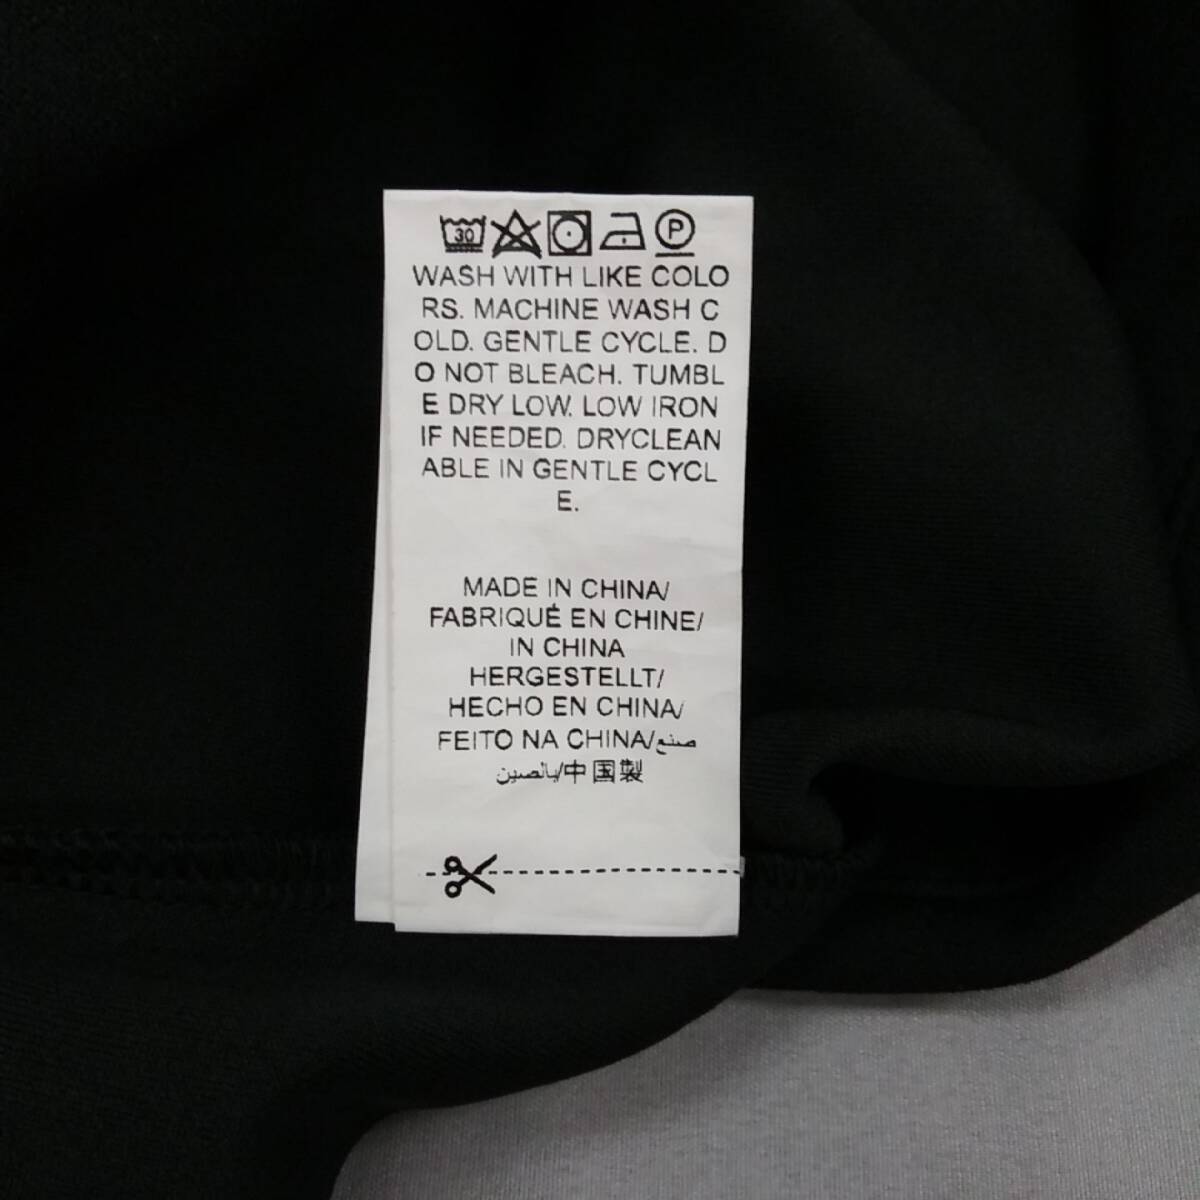 30 P
WASH WITH LIKE COLO
RS. MACHINE WASH C
OLD. GENTLE CYCLE. D
O NOT BLEACH. TUMBL
E DRY LOW. LOW IRON
IF NEEDED. DRYCLEAN
ABLE IN GENTLE CYCL
E.
MADE IN CHINA/
FABRIQUÉ EN CHINE/
IN CHINA
HERGESTELLT/
HECHO EN CHINA/
FEITO NA CHINA/صنع
بالصين/中国製